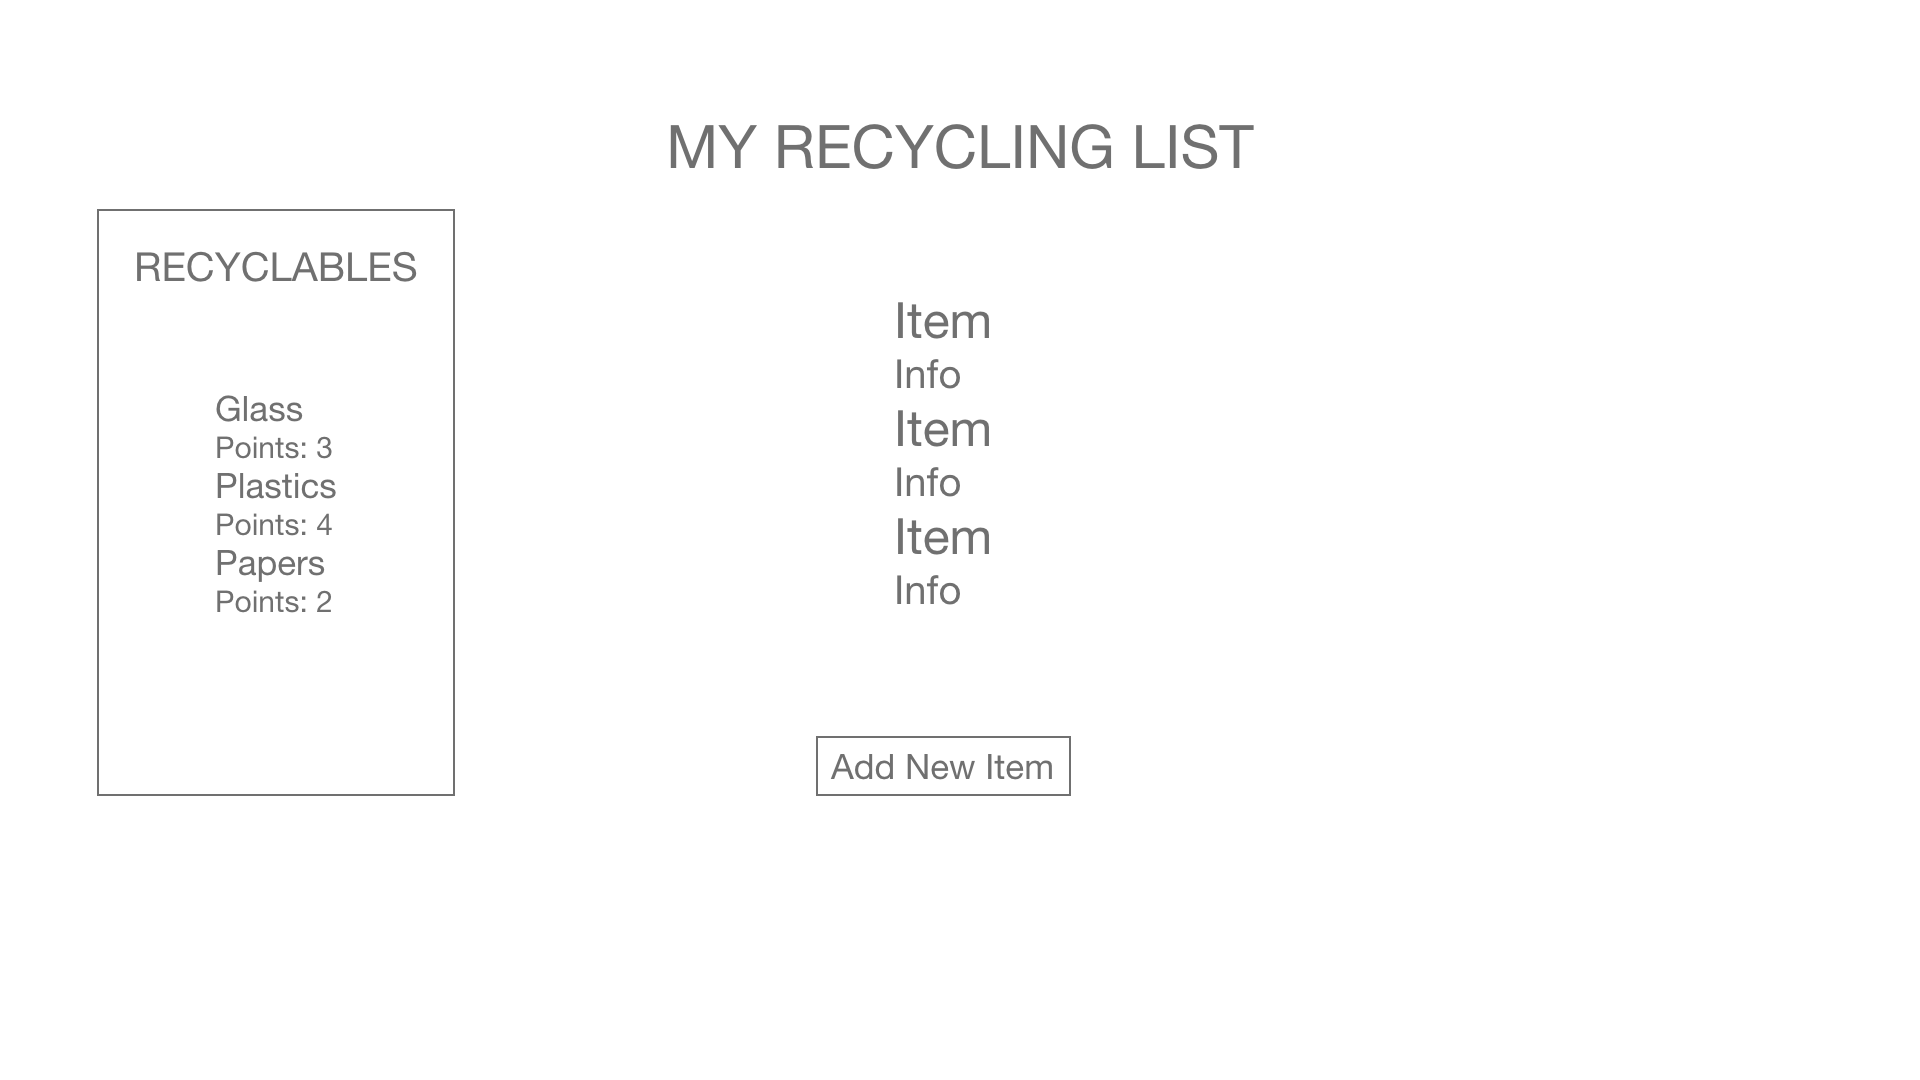 MY RECYCLING LIST
RECYCLABLES
Glass
Points: 3
Plastics
Points: 4
Papers
Points: 2
Item
Info
Item
Info
Item
Info
Add New Item